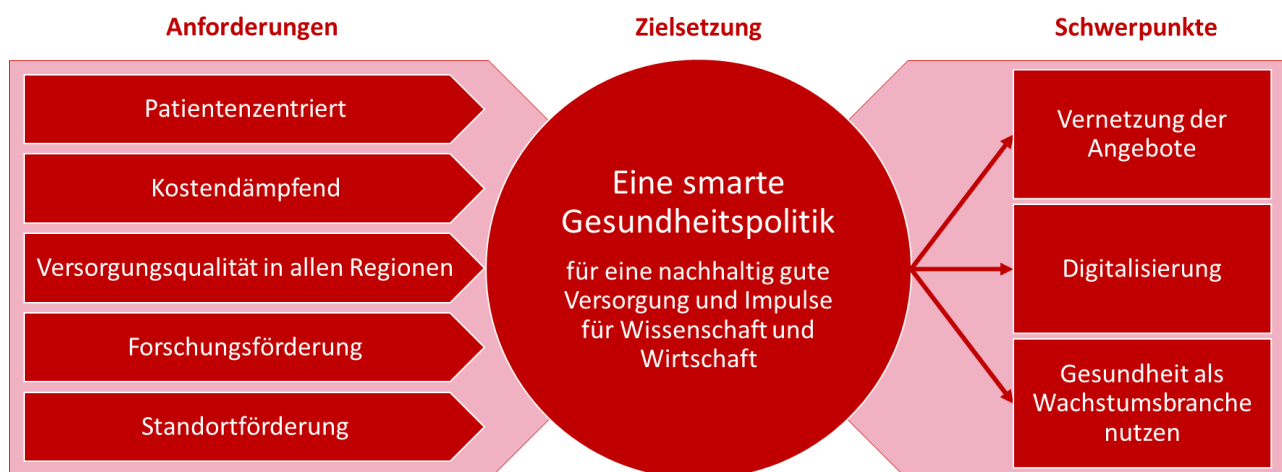 Anforderungen
Patientenzentriert
Kostendämpfend
Versorgungsqualität in allen Regionen
Forschungsförderung
Standortförderung
Zielsetzung
Eine smarte
Gesundheitspolitik
für eine nachhaltig gute
Versorgung und Impulse
für Wissenschaft und
Wirtschaft
Schwerpunkte
Vernetzung der
Angebote
Digitalisierung
Gesundheit als
Wachstumsbranche
nutzen